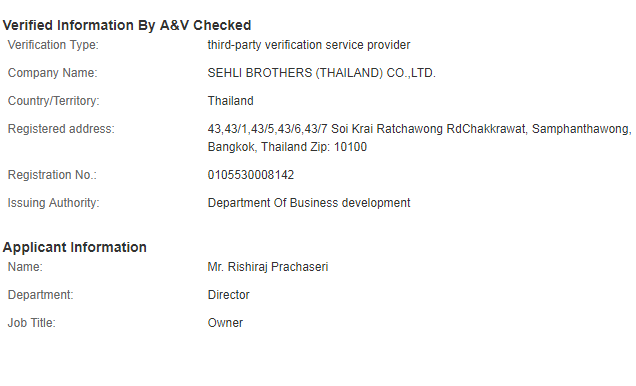 Verified Information By A&V Checked
Verification Type: third-party verification service provider
Company Name: SEHLI BROTHERS (THAILAND) CO.,LTD.
Country/Territory: Thailand
Registered address: 43,43/1,43/5,43/6,43/7 Soi Krai Ratchawong RdChakkrawat, Samphanthawong,
Bangkok, Thailand Zip: 10100
Registration No.: 0105530008142
Issuing Authority: Department Of Business development
Applicant Information
Name: Mr. Rishiraj Prachaseri
Department: Director
Job Title: Owner